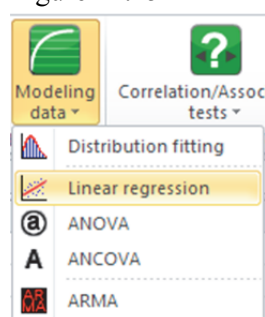 Modeling
data
Correlation/Assoc
tests
Distribution fitting
Linear regression
ANOVA
ANCOVA
ARMA